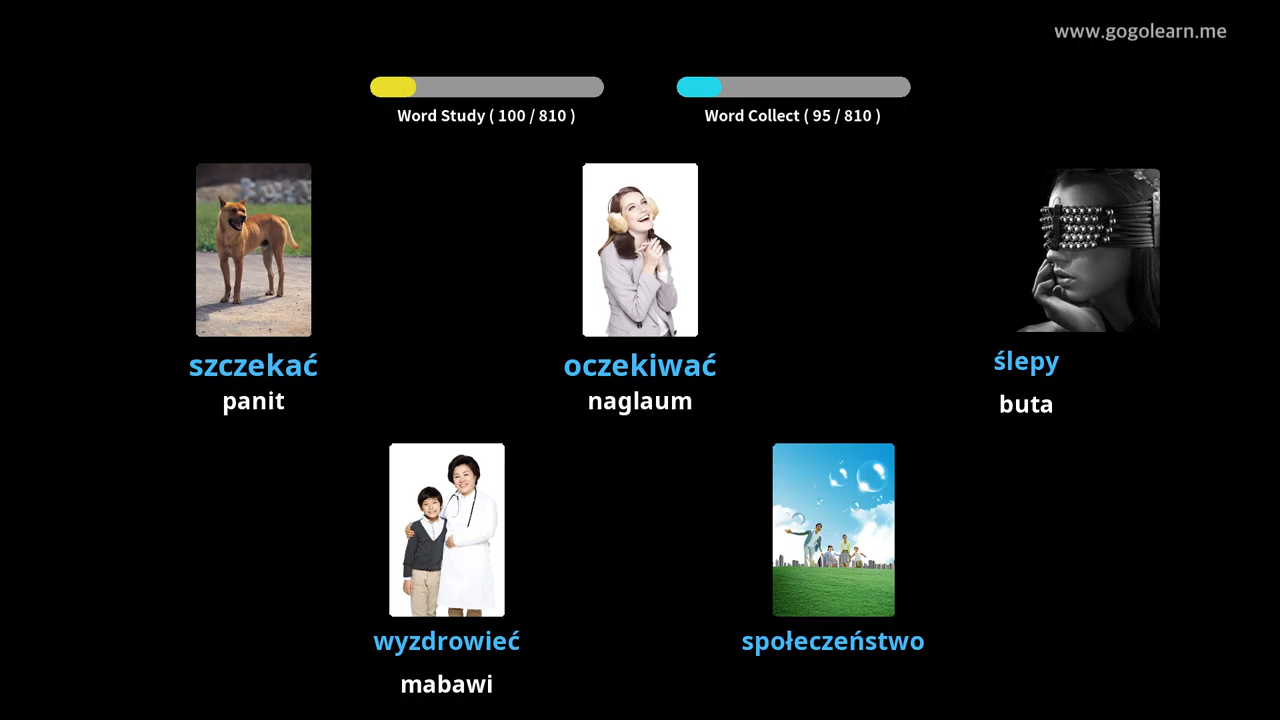 www.gogolearn.me
Word Study ( 100 / 810 )
Word Collect ( 95 / 810 )
szczekać
panit
oczekiwać
naglaum
ślepy
buta
wyzdrowieć
mabawi
społeczeństwo